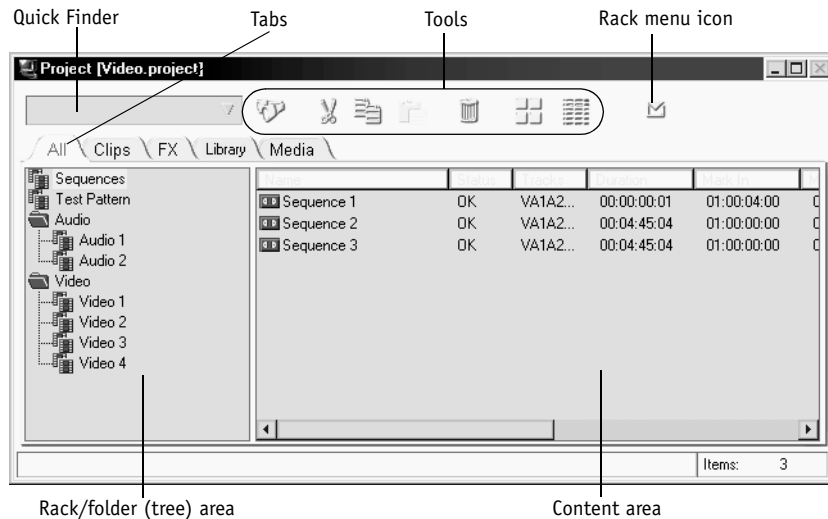 Quick Finder Tabs Tools Rack menu icon
Project [Video.project]
All Clips FX Library Media
Sequences
Test Pattern
Audio
Audio 1
Audio 2
Video
Video 1
Video 2
Video 3
Video 4
Name Status Tracks Duration Mark In
Sequence 1 OK VA1A2... 00:00:00:01 01:00:04:00
Sequence 2 OK VA1A2... 00:04:45:04 01:00:00:00
Sequence 3 OK VA1A2... 00:04:45:04 01:00:00:00
Items: 3
Rack/folder (tree) area Content area